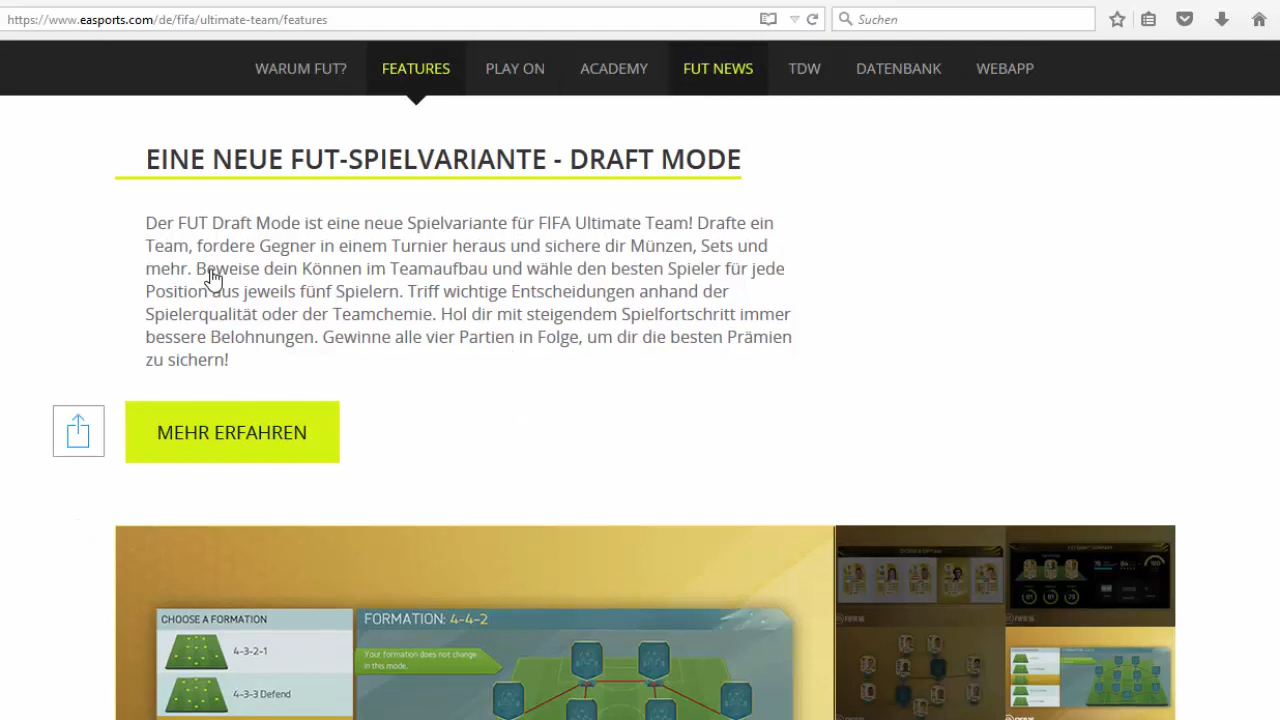 https://www.easports.com/de/fifa/ultimate-team/features
Suchen
WARUM FUT?
FEATURES
PLAY ON
ACADEMY
FUT NEWS
TDW
DATENBANK
WEBAPP
EINE NEUE FUT-SPIELVARIANTE - DRAFT MODE
Der FUT Draft Mode ist eine neue Spielvariante für FIFA Ultimate Team! Drafte ein
Team, fordere Gegner in einem Turnier heraus und sichere dir Münzen, Sets und
mehr. Beweise dein Können im Teamaufbau und wähle den besten Spieler für jede
Position aus jeweils fünf Spielern. Triff wichtige Entscheidungen anhand der
Spielerqualität oder der Teamchemie. Hol dir mit steigendem Spielfortschritt immer
bessere Belohnungen. Gewinne alle vier Partien in Folge, um dir die besten Prämien
zu sichern!
MEHR ERFAHREN
CHOOSE A FORMATION
4-3-2-1
4-3-3 Defend
FORMATION: 4-4-2
Your formation does not change
in this mode.